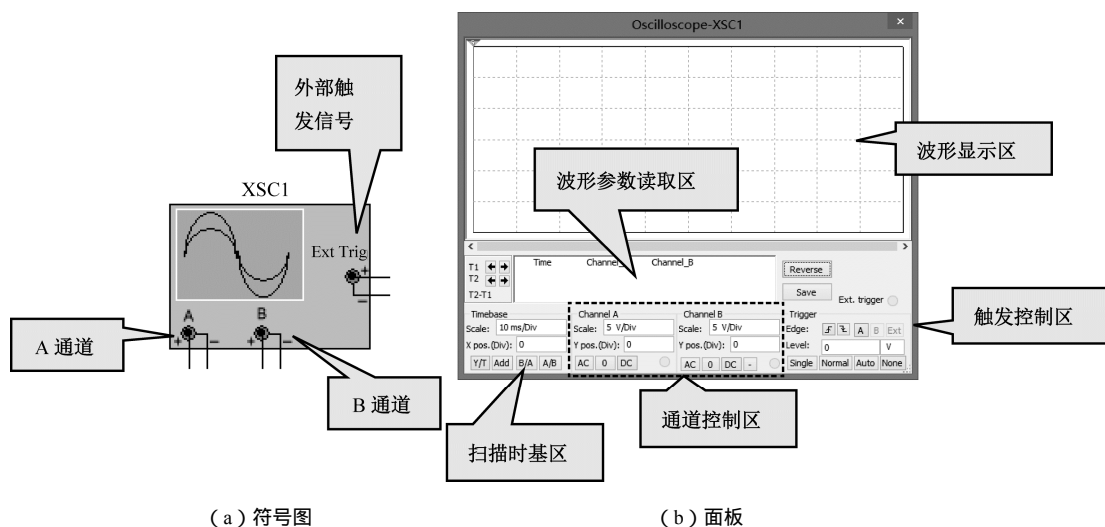 Oscilloscope-XSC1
×
外部触
发信号
波形显示区
波形参数读取区
XSC1
Ext Trig
+
−
A
B
+
−
+
−
A 通道
B 通道
T1
T2
T2-T1
Time
Channel_
Channel_B
Reverse
Save
Ext. trigger
Timebase
Scale: 10 ms/Div
X pos.(Div): 0
Y/T Add B/A A/B
Channel A
Scale: 5 V/Div
Y pos.(Div): 0
AC 0 DC
Channel B
Scale: 5 V/Div
Y pos.(Div): 0
AC 0 DC -
Trigger
Edge: A B Ext
Level: 0 V
Single Normal Auto None
触发控制区
通道控制区
扫描时基区
(a)符号图
(b)面板